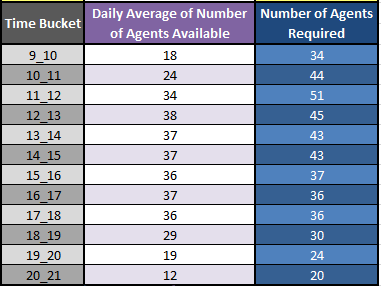 Time Bucket Daily Average of Number of Agents Available Number of Agents Required
9_10 18 34
10_11 24 44
11_12 34 51
12_13 38 45
13_14 37 43
14_15 37 43
15_16 36 37
16_17 37 36
17_18 36 36
18_19 29 30
19_20 19 24
20_21 12 20